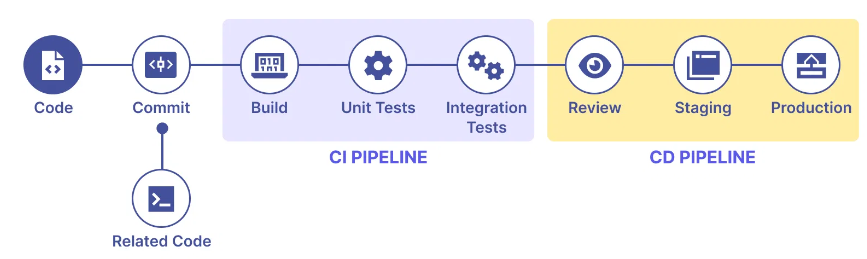 Code
Commit
Build
Unit Tests
Integration
Tests
Review
Staging
Production
CI PIPELINE
CD PIPELINE
Related Code